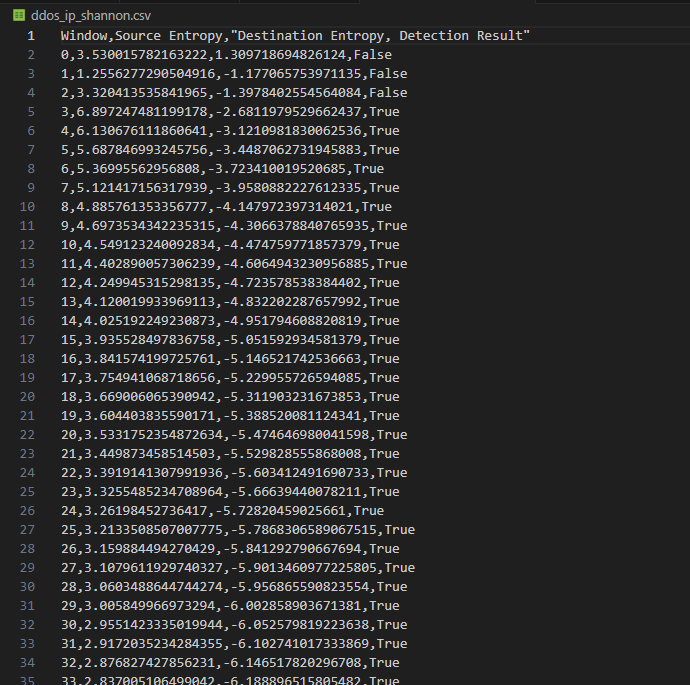 ddos_ip_shannon.csv
1 Window,Source Entropy,"Destination Entropy, Detection Result"
2 0,3.530015782163222,1.309718694826124,False
3 1,1.2556277290504916,-1.177065753971135,False
4 2,3.320413535841965,-1.3978402554564084,False
5 3,6.897247481199178,-2.6811979529662437,True
6 4,6.130676111860641,-3.1210981830062536,True
7 5,5.687846993245756,-3.4487062731945883,True
8 6,5.36995562956808,-3.723410019520685,True
9 7,5.121417156317939,-3.9580882227612335,True
10 8,4.885761353356777,-4.147972397314021,True
11 9,4.6973534342235315,-4.3066378840765935,True
12 10,4.549123240092834,-4.474759771857379,True
13 11,4.402890057306239,-4.6064943230956885,True
14 12,4.249945315298135,-4.723578538384402,True
15 13,4.120019933969113,-4.832202287657992,True
16 14,4.025192249230873,-4.951794608820819,True
17 15,3.935528497836758,-5.051592934581379,True
18 16,3.841574199725761,-5.146521742536663,True
19 17,3.754941068718656,-5.229955726594085,True
20 18,3.669006065390942,-5.311903231673853,True
21 19,3.604403835590171,-5.388520081124341,True
22 20,3.5331752354872634,-5.474646980041598,True
23 21,3.449873458514503,-5.529828555868008,True
24 22,3.3919141307991936,-5.603412491690733,True
25 23,3.3255485234708964,-5.66639440078211,True
26 24,3.26198452736417,-5.72820459025661,True
27 25,3.2133508507007775,-5.7868306589067515,True
28 26,3.159884494270429,-5.841292790667694,True
29 27,3.1079611929740327,-5.9013460977225805,True
30 28,3.0603488644744274,-5.956865590823554,True
31 29,3.005849966973294,-6.002858903671381,True
32 30,2.9551423335019944,-6.052579819223638,True
33 31,2.9172035234284355,-6.102741017333869,True
34 32,2.876827427856231,-6.146517820296708,True
35 33,2.837005106499042,-6.188896515805482,True